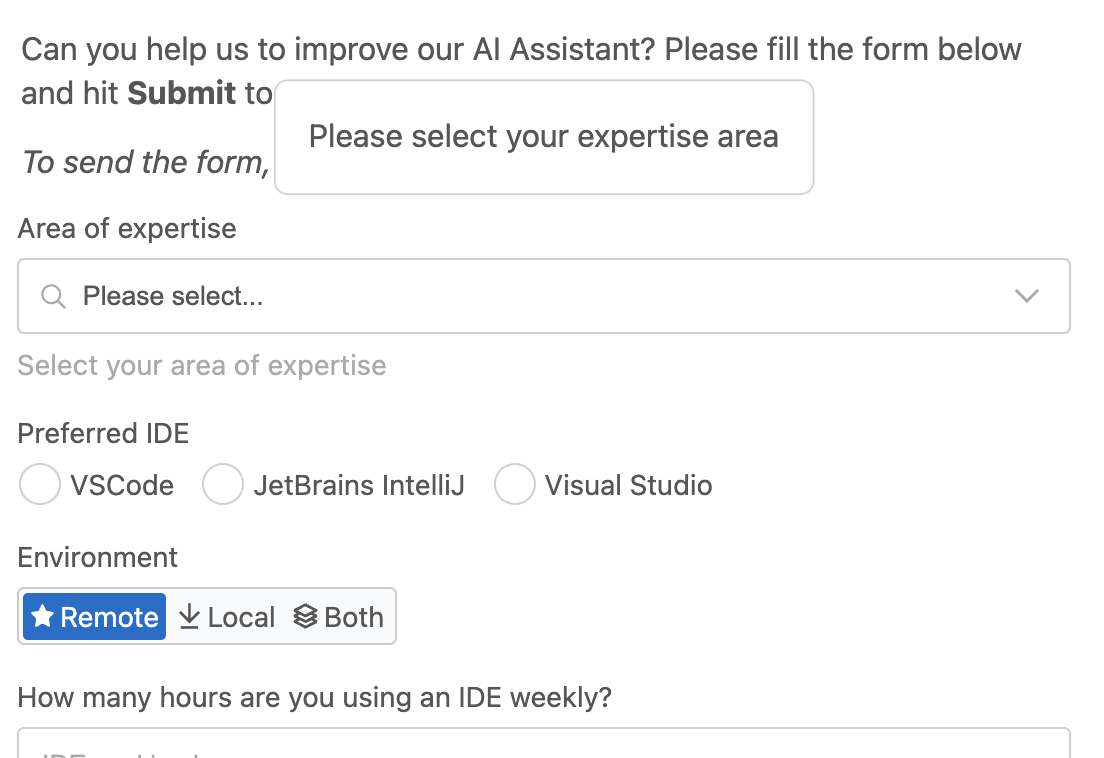 Can you help us to improve our AI Assistant? Please fill the form below
and hit Submit to
Please select your expertise area
To send the form,
Area of expertise
Please select...
Select your area of expertise
Preferred IDE
VSCode JetBrains IntelliJ Visual Studio
Environment
Remote Local Both
How many hours are you using an IDE weekly?